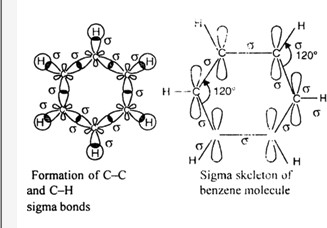 H
H
H
H
H
H
σ
σ
σ
σ
σ
σ
Formation of C–C
and C–H
sigma bonds
H
H
C
σ
C
σ
120°
σ
σ
H
C
120°
C
H
σ
σ
σ
σ
σ
H
H
Sigma skeleton of
benzene molecule